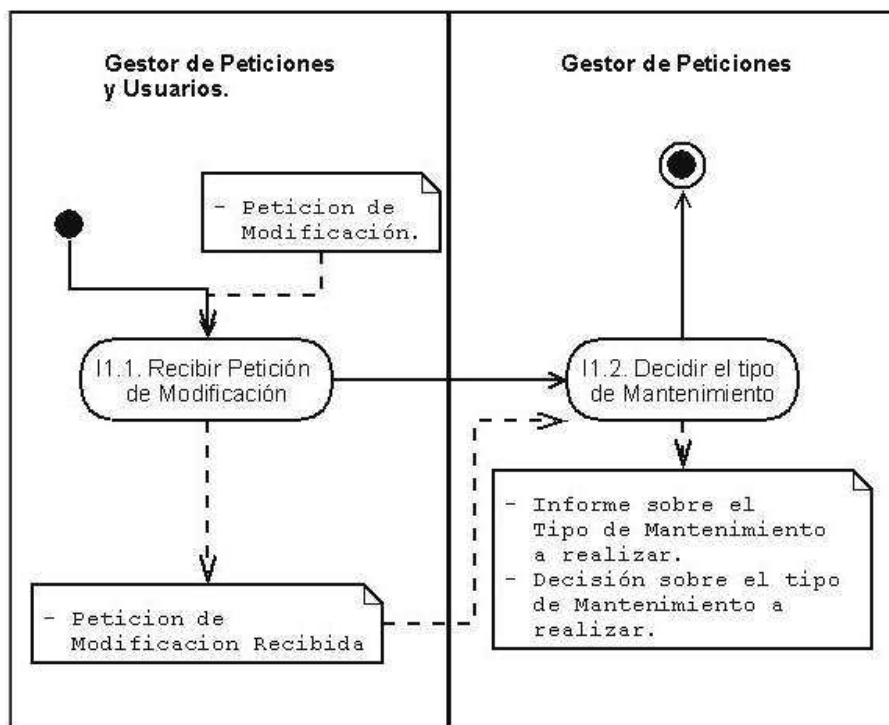 Gestor de Peticiones
y Usuarios.
Gestor de Peticiones
- Peticion de
Modificación.
I1.1. Recibir Petición
de Modificación
I1.2. Decidir el tipo
de Mantenimiento
- Informe sobre el
Tipo de Mantenimiento
a realizar.
- Decisión sobre el tipo
de Mantenimiento a
realizar.
- Peticion de
Modificacion Recibida